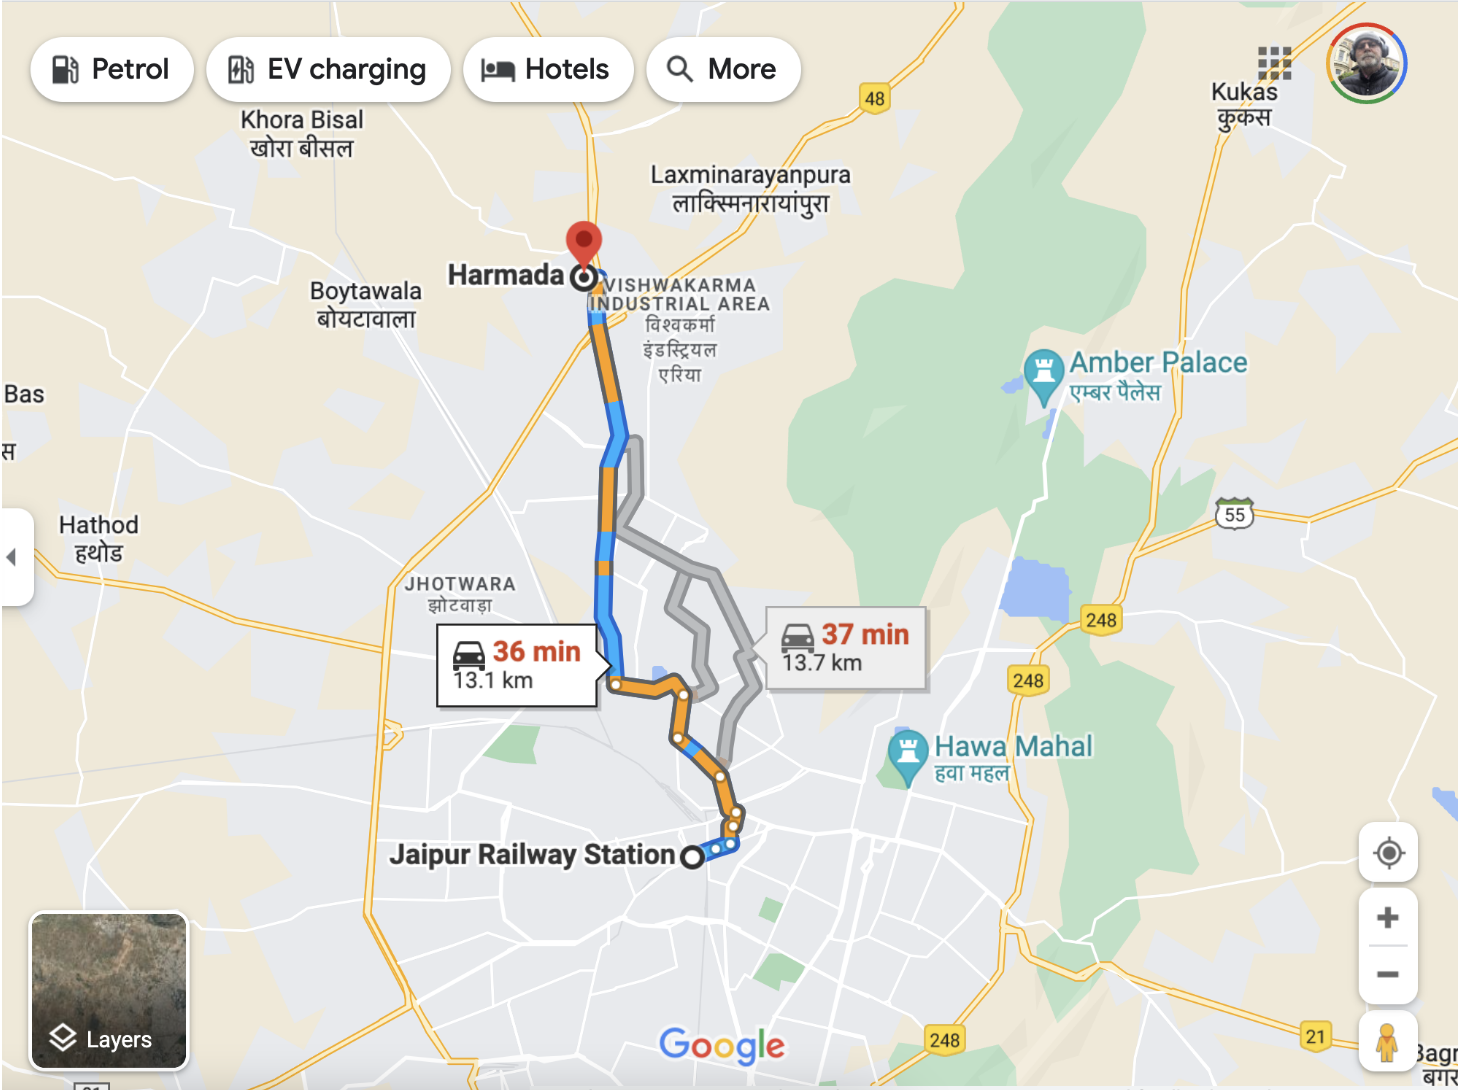 Petrol
EV charging
Hotels
More
48
Kukas
कुकस
Khora Bisal
खोरा बीसल
Laxminarayanpura
लाक्स्मिनारायांपुरा
Harmada
VISHWAKARMA
INDUSTRIAL AREA
विश्वकर्मा
इंडस्ट्रियल
एरिया
Boytawala
बोयटावाला
Amber Palace
एम्बर पैलेस
Bas
स
Hathod
हथोड
55
JHOTWARA
झोटवाड़ा
248
36 min
13.1 km
37 min
13.7 km
248
Hawa Mahal
हवा महल
Jaipur Railway Station
Layers
Google
248
21
Bagr
बगर